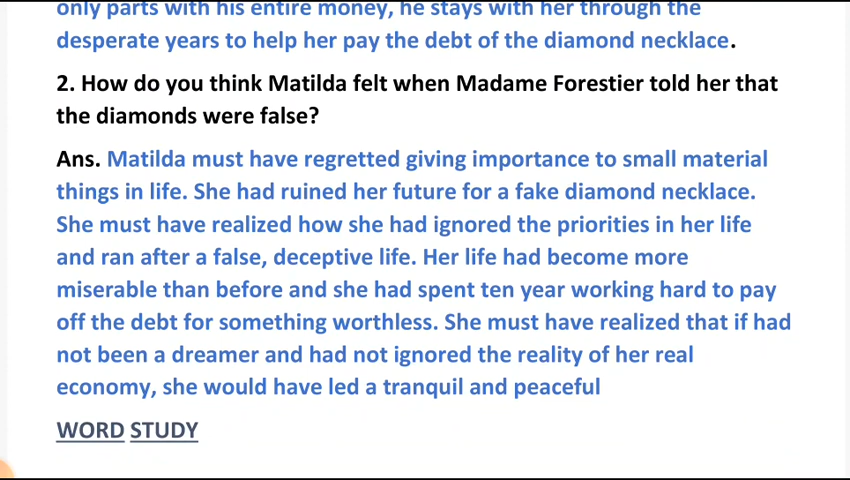 only parts with his entire money, he stays with her through the
desperate years to help her pay the debt of the diamond necklace.
2. How do you think Matilda felt when Madame Forestier told her that
the diamonds were false?
Ans. Matilda must have regretted giving importance to small material
things in life. She had ruined her future for a fake diamond necklace.
She must have realized how she had ignored the priorities in her life
and ran after a false, deceptive life. Her life had become more
miserable than before and she had spent ten year working hard to pay
off the debt for something worthless. She must have realized that if had
not been a dreamer and had not ignored the reality of her real
economy, she would have led a tranquil and peaceful
WORD STUDY